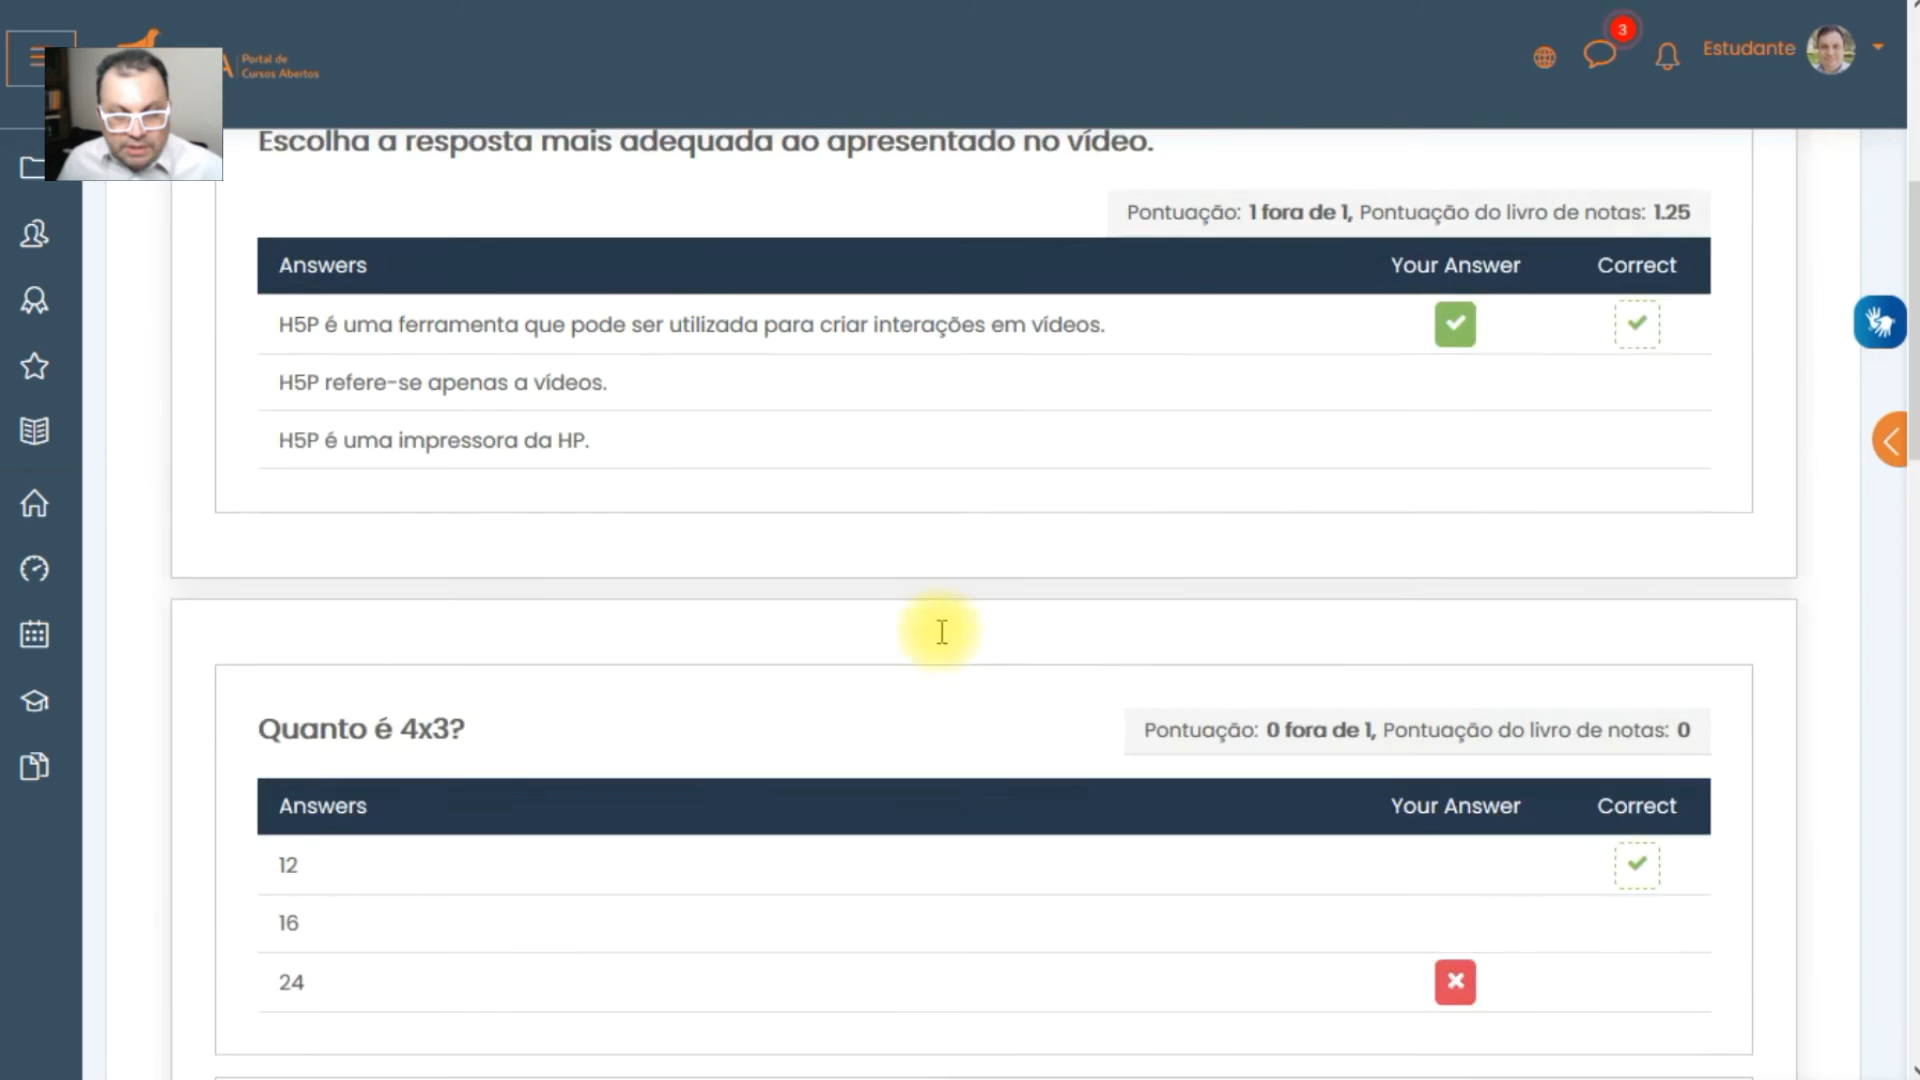 3
Estudante
A
Portal de
Cursos Abertos
Escolha a resposta mais adequada ao apresentado no vídeo.
Pontuação: 1 fora de 1, Pontuação do livro de notas: 1.25
Answers Your Answer Correct
H5P é uma ferramenta que pode ser utilizada para criar interações em vídeos.
H5P refere-se apenas a vídeos.
H5P é uma impressora da HP.
Quanto é 4x3?
Pontuação: 0 fora de 1, Pontuação do livro de notas: 0
Answers Your Answer Correct
12
16
24